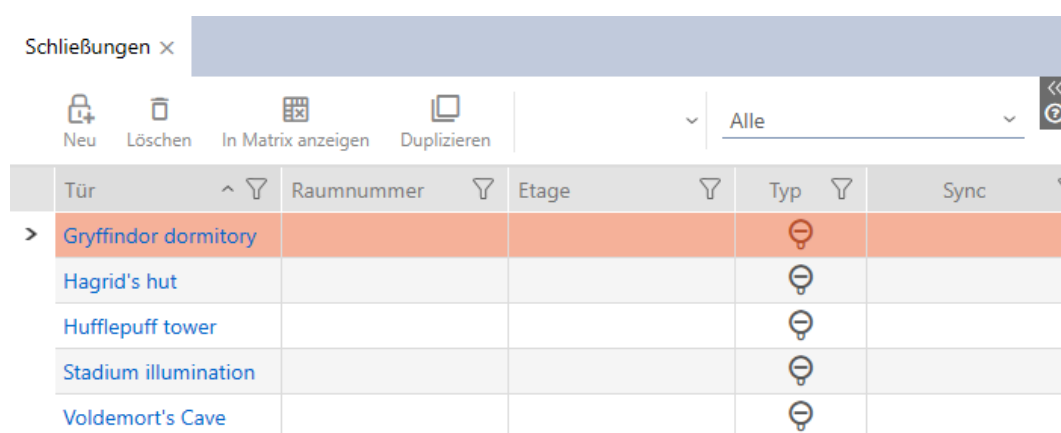 Schließungen ×
Neu Löschen In Matrix anzeigen Duplizieren Alle
Tür Raumnummer Etage Typ Sync
Gryffindor dormitory
Hagrid's hut
Hufflepuff tower
Stadium illumination
Voldemort's Cave